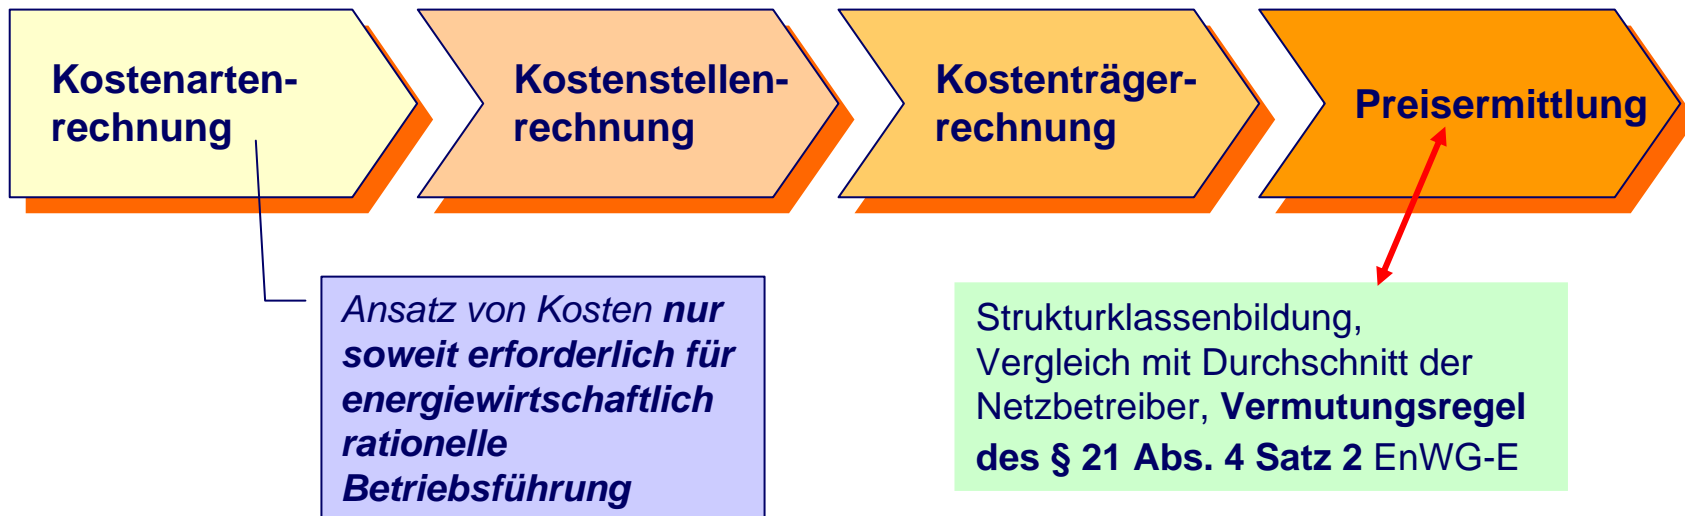 Kostenarten-
rechnung
Kostenstellen-
rechnung
Kostenträger-
rechnung
Preisermittlung
Ansatz von Kosten nur
soweit erforderlich für
energiewirtschaftlich
rationelle
Betriebsführung
Strukturklassenbildung,
Vergleich mit Durchschnitt der
Netzbetreiber, Vermutungsregel
des § 21 Abs. 4 Satz 2 EnWG-E